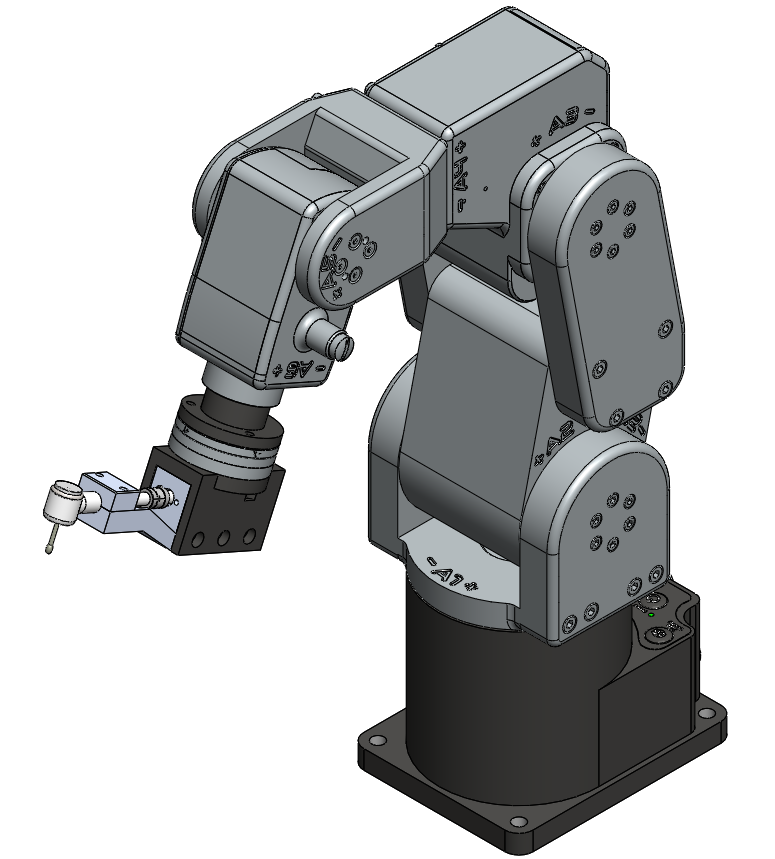 + A3 -
- A4 +
- A5 +
+ A6 -
+ A2
- A1 +